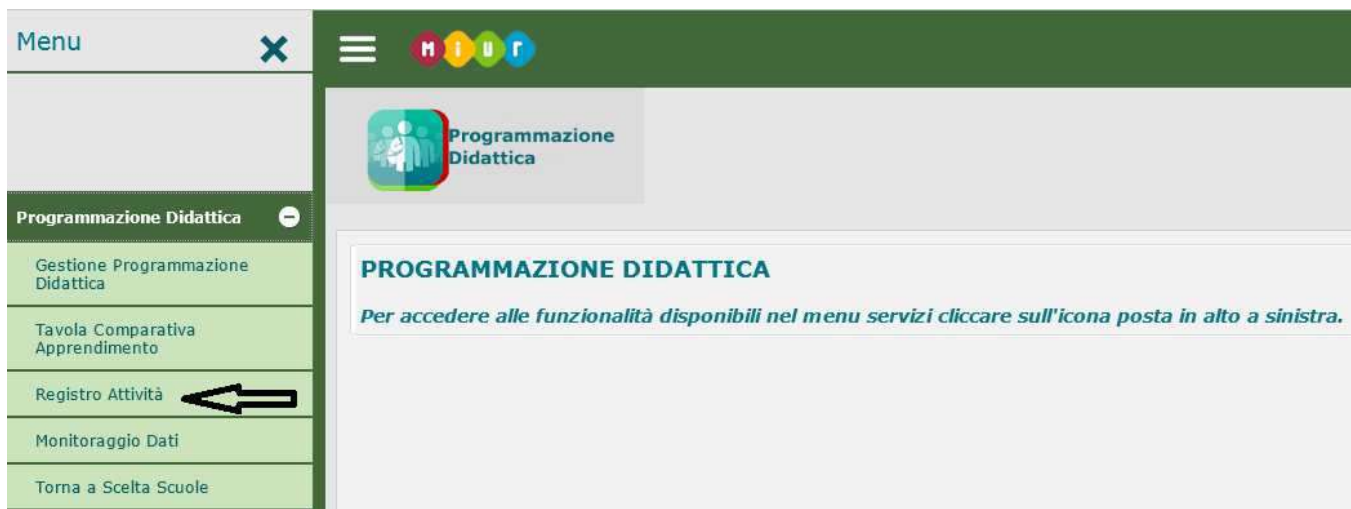 Menu
MIUr
Programmazione
Didattica
Programmazione Didattica
Gestione Programmazione
Didattica
Tavola Comparativa
Apprendimento
Registro Attività
Monitoraggio Dati
Torna a Scelta Scuole
PROGRAMMAZIONE DIDATTICA
Per accedere alle funzionalità disponibili nel menu servizi cliccare sull'icona posta in alto a sinistra.